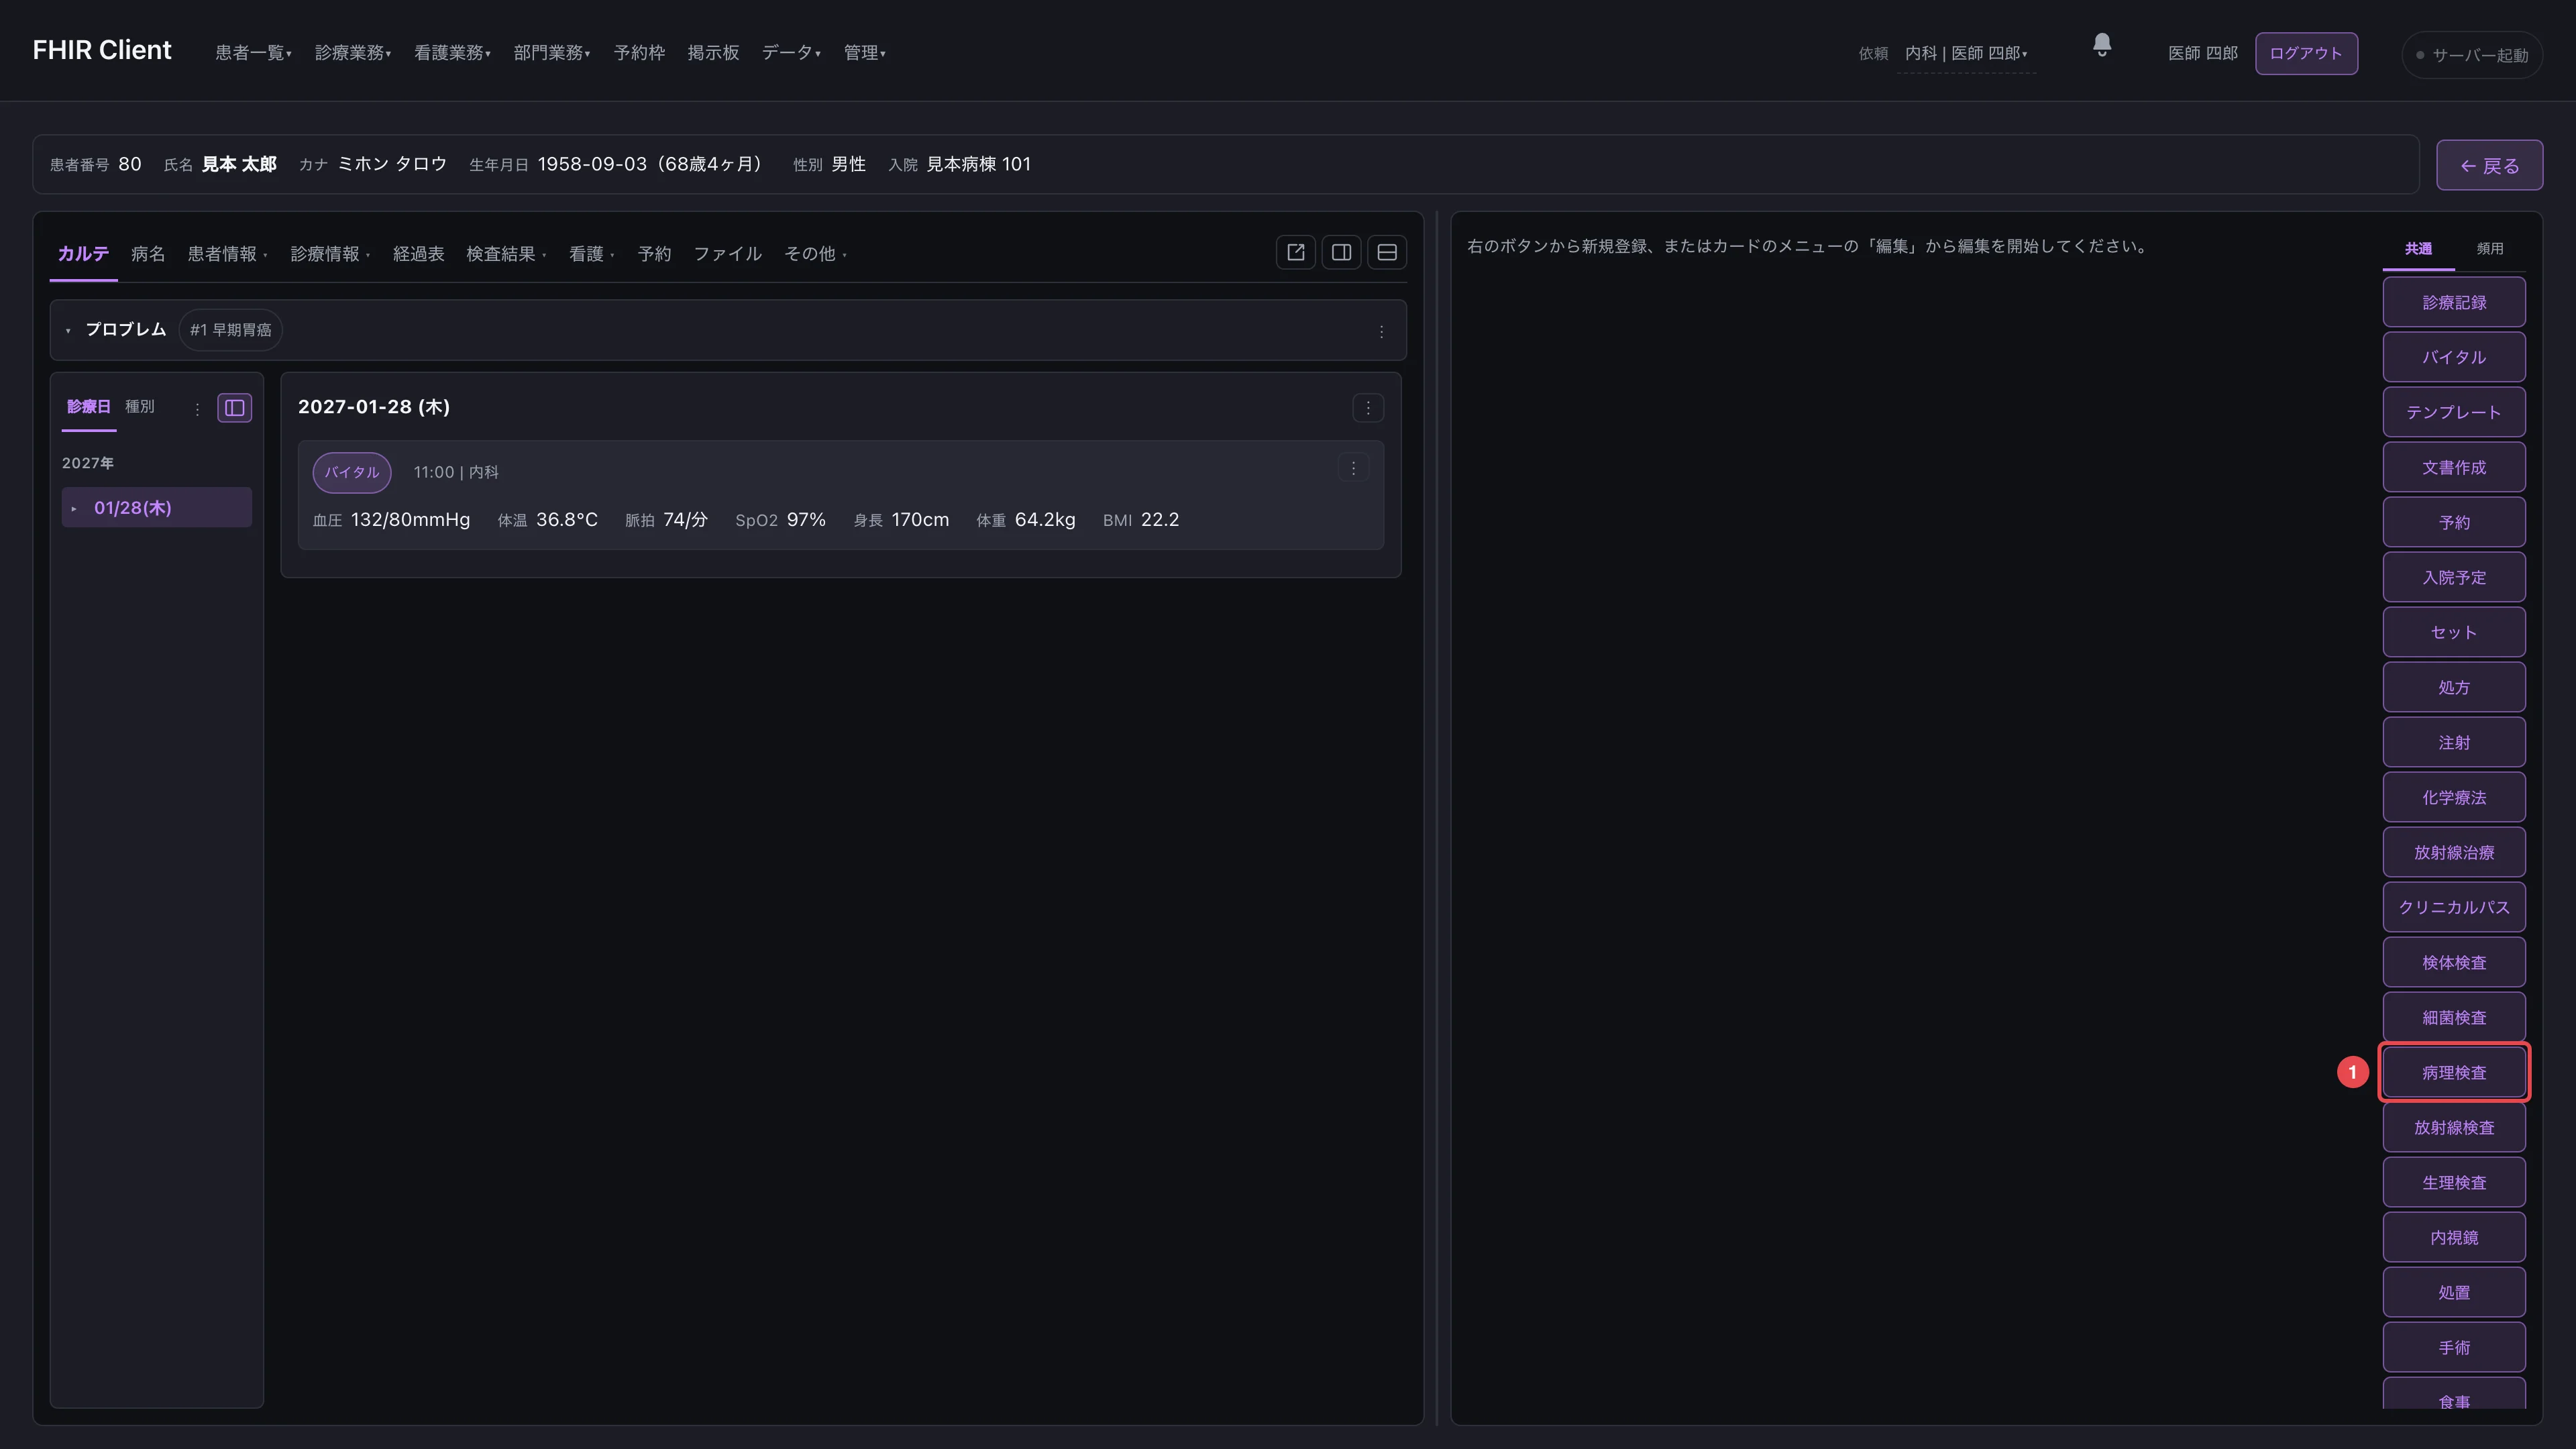 FHIR Client 患者一覧▾ 診療業務▾ 看護業務▾ 部門業務▾ 予約枠 掲示板 データ▾ 管理▾ 依頼 内科 | 医師 四郎▾ 医師 四郎 ログアウト サーバー起動
患者番号 80 氏名 見本 太郎 カナ ミホン タロウ 生年月日 1958-09-03（68歳4ヶ月） 性別 男性 入院 見本病棟 101 ← 戻る
カルテ 病名 患者情報 診療情報 経過表 検査結果 看護 予約 ファイル その他
プロブレム #1 早期胃癌
診療日 種別
2027年
01/28(木)
2027-01-28 (木)
バイタル 11:00 | 内科
血圧 132/80mmHg 体温 36.8°C 脈拍 74/分 SpO2 97% 身長 170cm 体重 64.2kg BMI 22.2
右のボタンから新規登録、またはカードのメニューの「編集」から編集を開始してください。
共通 頻用
診療記録
バイタル
テンプレート
文書作成
予約
入院予定
セット
処方
注射
化学療法
放射線治療
クリニカルパス
検体検査
細菌検査
1 病理検査
放射線検査
生理検査
内視鏡
処置
手術
食事